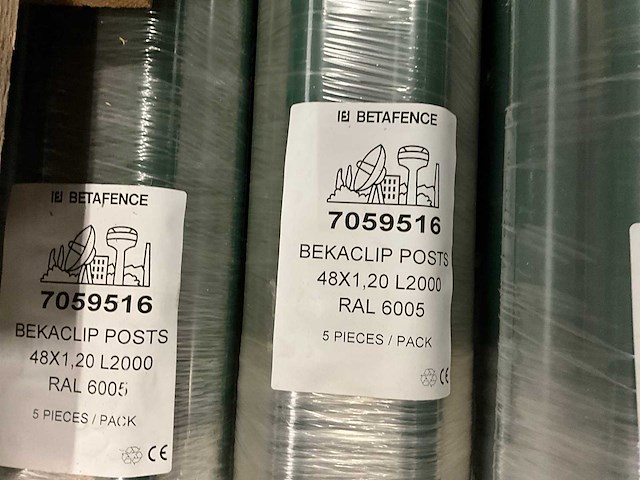 BETAFENCE
7059516
BEKACLIP POSTS
48X1,20 L2000
RAL 6005
5 PIECES / PACK
CE
BETAFENCE
7059516
BEKACLIP POSTS
48X1,20 L2000
RAL 6005
5 PIECES / PACK
CE